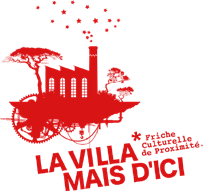 LA VILLA
MAIS D'ICI
* Friche
Culturelle
de Proximité.